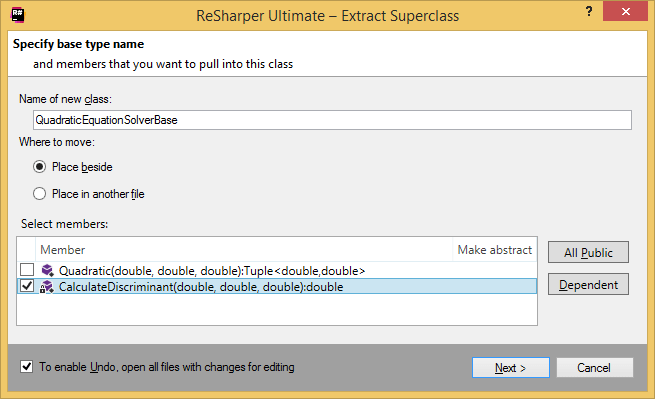 R#
ReSharper Ultimate – Extract Superclass
?
Specify base type name
and members that you want to pull into this class
Name of new class:
QuadraticEquationSolverBase
Where to move:
Place beside
Place in another file
Select members:
Member Make abstract
Quadratic(double, double, double):Tuple<double,double>
CalculateDiscriminant(double, double, double):double
All Public
Dependent
To enable Undo, open all files with changes for editing
Next >
Cancel